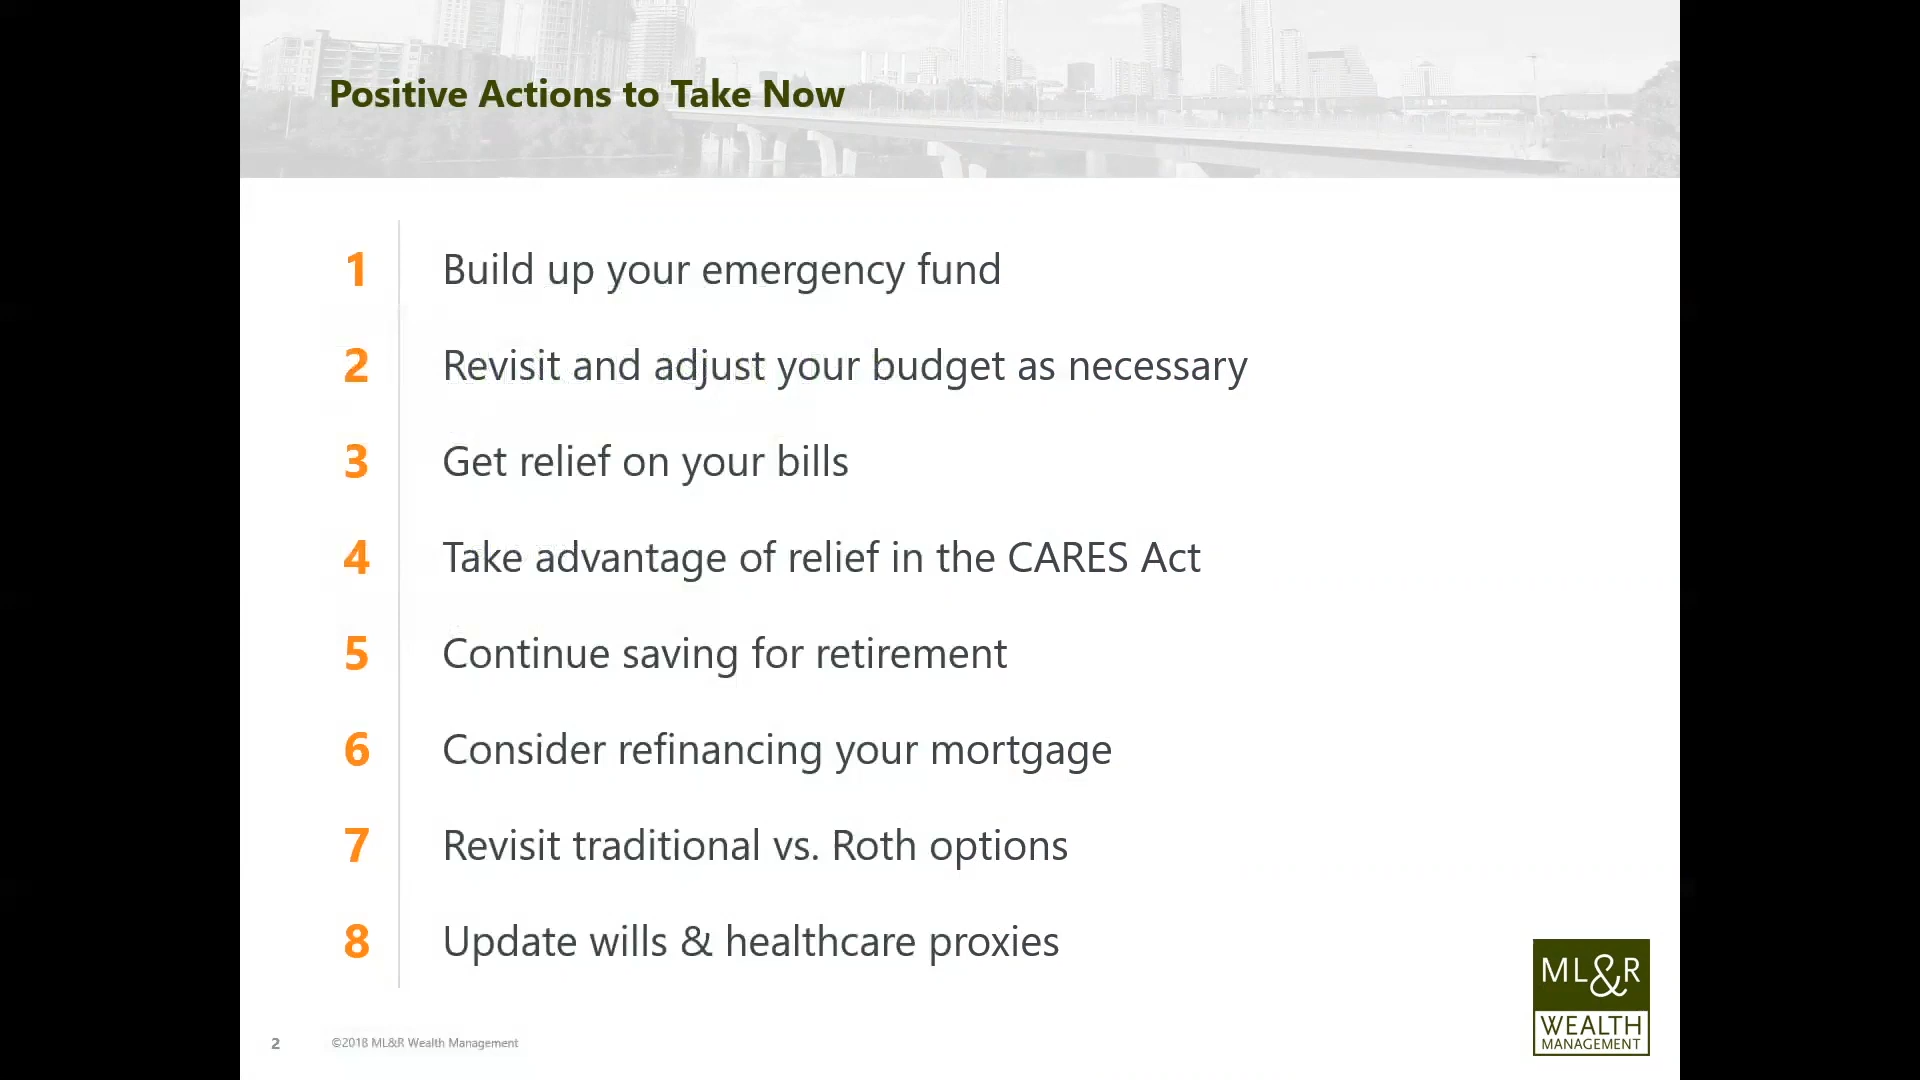 Positive Actions to Take Now
1 Build up your emergency fund
2 Revisit and adjust your budget as necessary
3 Get relief on your bills
4 Take advantage of relief in the CARES Act
5 Continue saving for retirement
6 Consider refinancing your mortgage
7 Revisit traditional vs. Roth options
8 Update wills & healthcare proxies
ML&R
WEALTH
MANAGEMENT
2 ©2018 ML&R Wealth Management